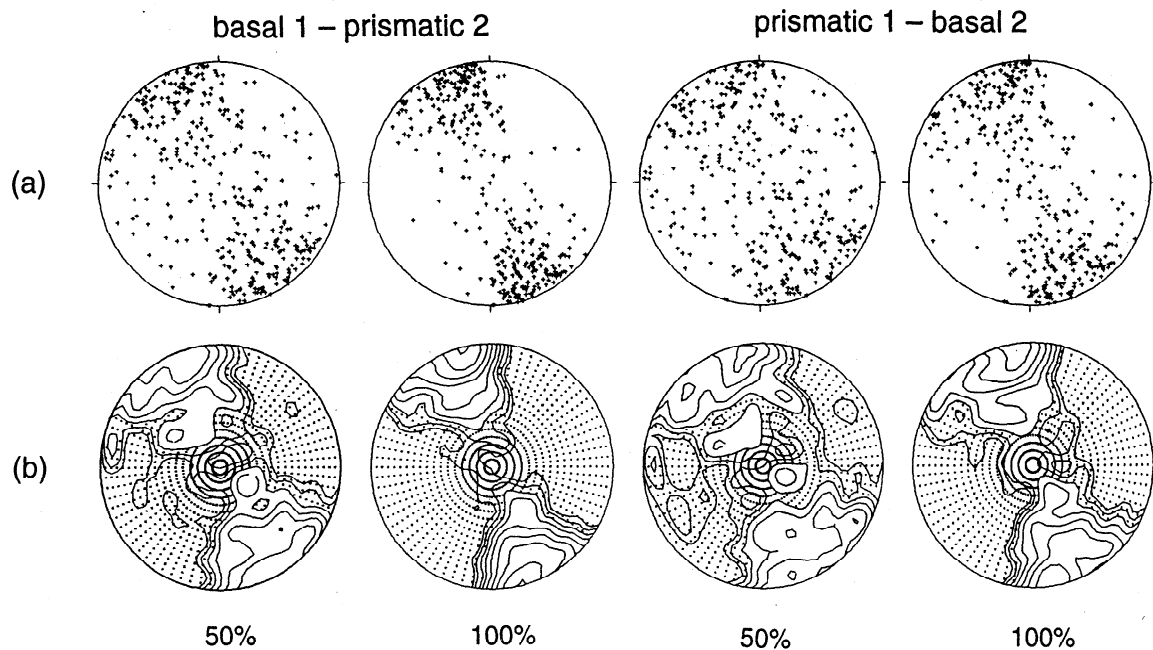 basal 1 – prismatic 2
prismatic 1 – basal 2
(a)
(b)
50%
100%
50%
100%